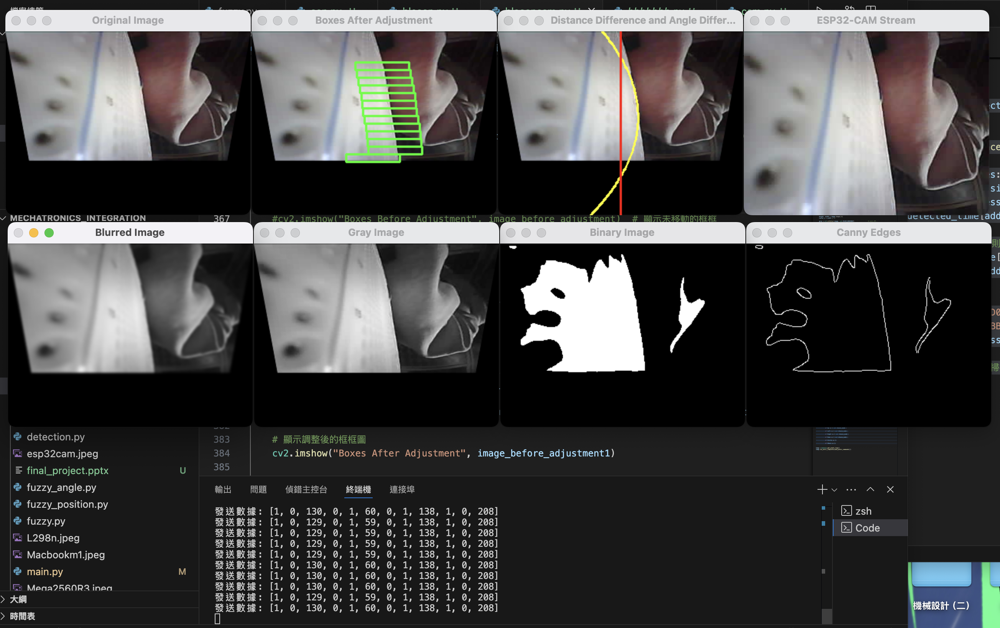 檔案總管
fuzzy.py
Original Image
Boxes After Adjustment
Distance Difference and Angle Differ...
ESP32-CAM Stream
MECHATRONICS_INTEGRATION
367 #cv2.imshow("Boxes Before Adjustment", image_before_adjustment) # 顯示未移動的框框
detected_time[add
Blurred Image
Gray Image
Binary Image
Canny Edges
detection.py
esp32cam.jpeg
final_project.pptx U
fuzzy_angle.py
fuzzy_position.py
fuzzy.py
L298n.jpeg
Macbookm1.jpeg
main.py M
Mega2560R3.jpeg
大綱
時間表
383 # 顯示調整後的框框圖
384 cv2.imshow("Boxes After Adjustment", image_before_adjustment1)
385
輸出 問題 偵錯主控台 終端機 連接埠
發送數據: [1, 0, 130, 0, 1, 60, 0, 1, 138, 1, 0, 208]
發送數據: [1, 0, 129, 0, 1, 59, 0, 1, 138, 1, 0, 208]
發送數據: [1, 0, 129, 0, 1, 59, 0, 1, 138, 1, 0, 208]
發送數據: [1, 0, 129, 0, 1, 59, 0, 1, 138, 1, 0, 208]
發送數據: [1, 0, 129, 0, 1, 59, 0, 1, 138, 1, 0, 208]
發送數據: [1, 0, 130, 0, 1, 60, 0, 1, 138, 1, 0, 208]
發送數據: [1, 0, 130, 0, 1, 60, 0, 1, 138, 1, 0, 208]
發送數據: [1, 0, 130, 0, 1, 60, 0, 1, 138, 1, 0, 208]
發送數據: [1, 0, 129, 0, 1, 59, 0, 1, 138, 1, 0, 208]
發送數據: [1, 0, 130, 0, 1, 60, 0, 1, 138, 1, 0, 208]
zsh
Code
機械設計 (二)